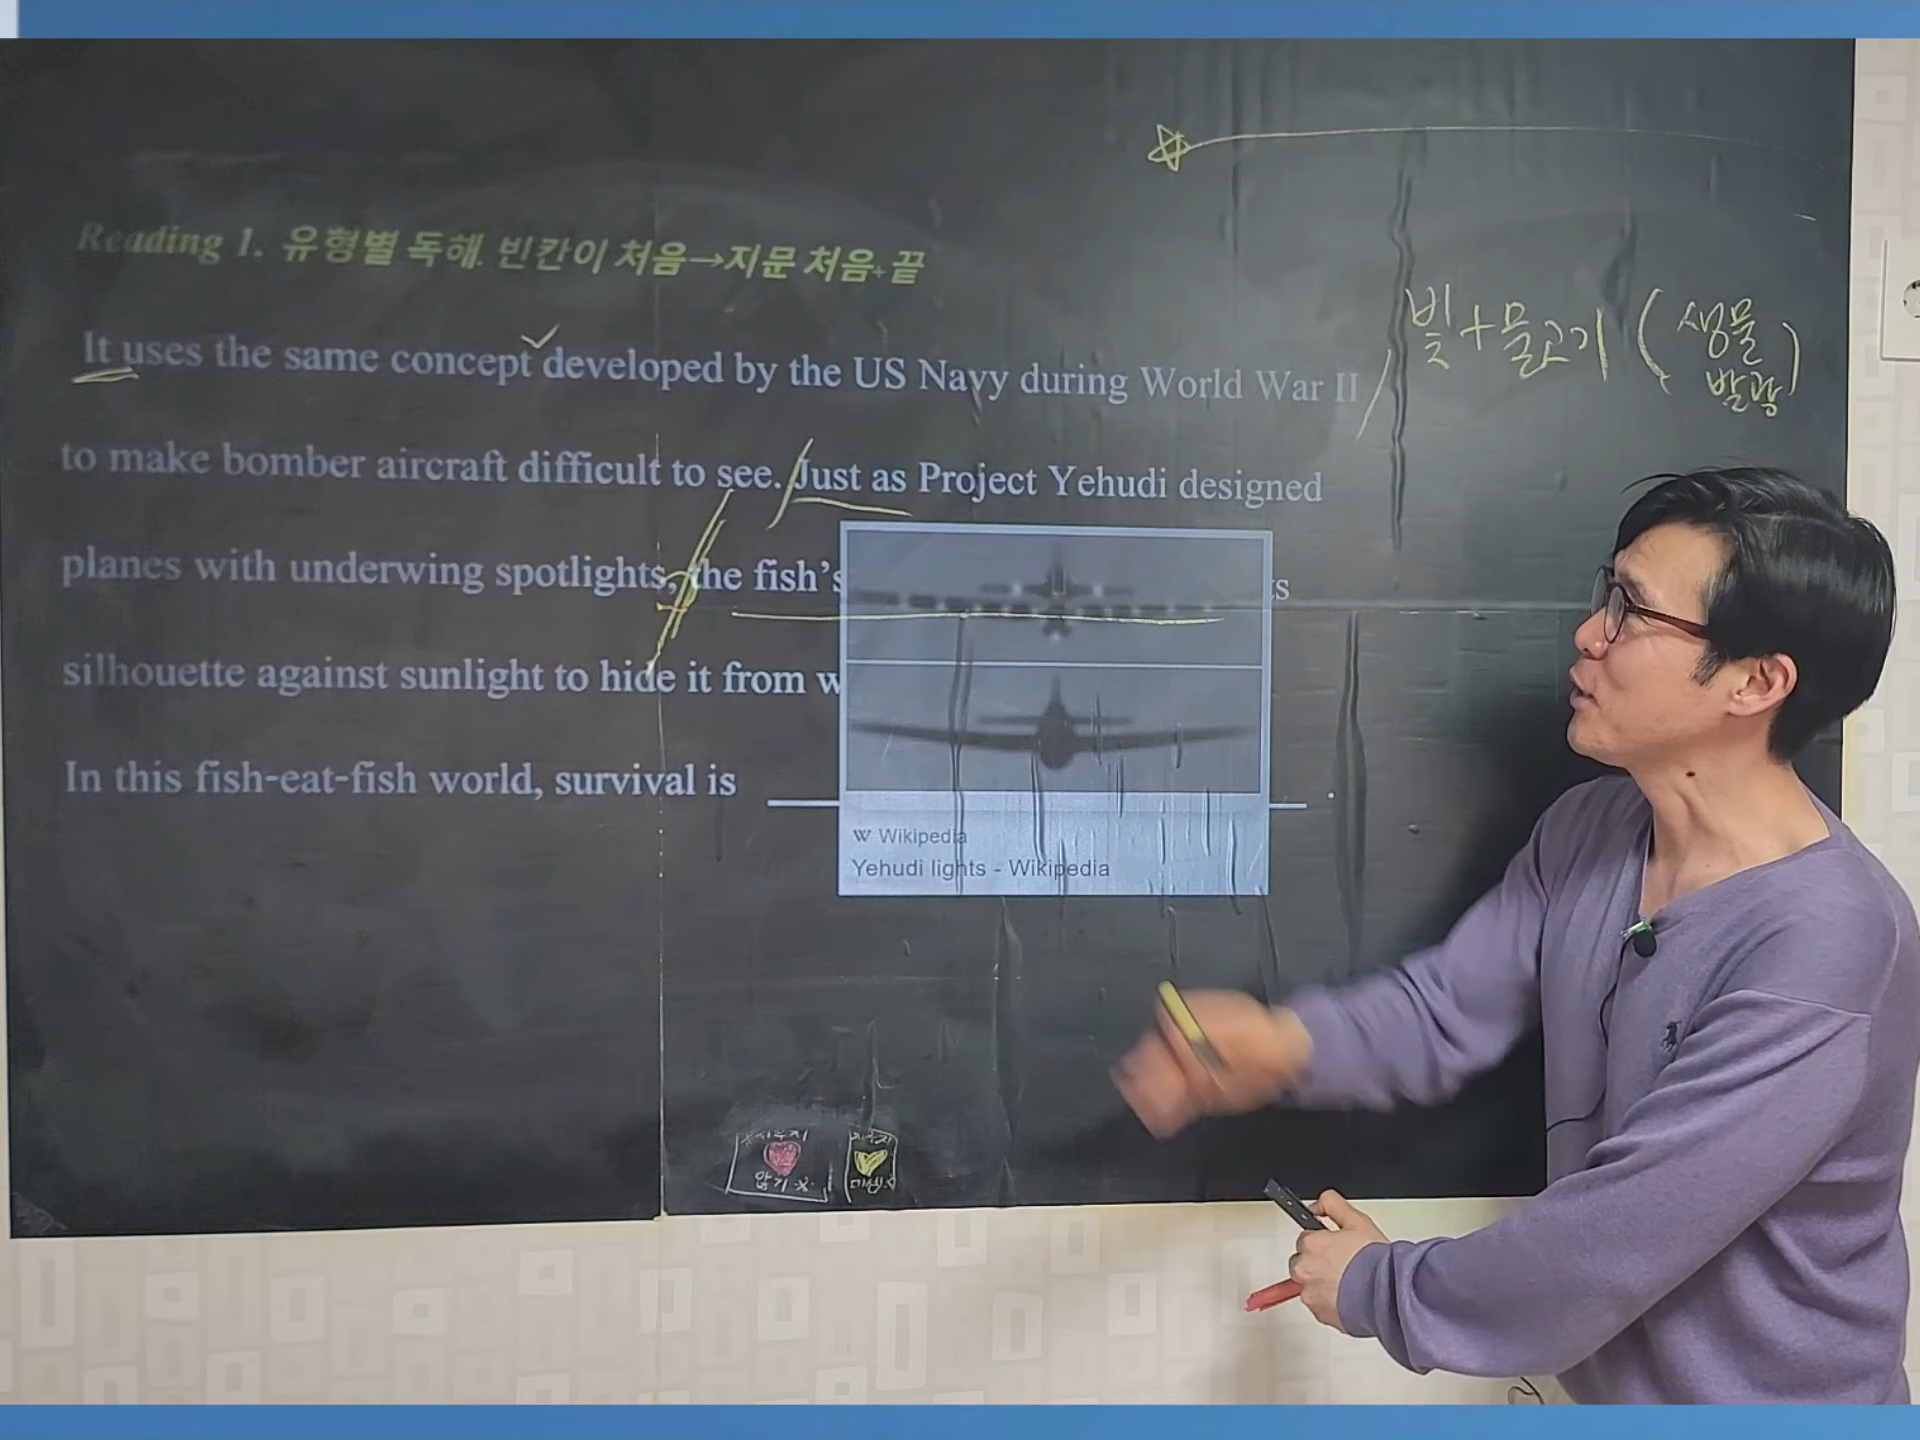 Reading 1. 유형별 독해. 빈칸이 처음→지문 처음+끝
빛+물고기 (생물
발광)
It uses the same concept developed by the US Navy during World War II
to make bomber aircraft difficult to see. Just as Project Yehudi designed
planes with underwing spotlights, the fish's
silhouette against sunlight to hide it from
In this fish-eat-fish world, survival is
W Wikipedia
Yehudi lights - Wikipedia